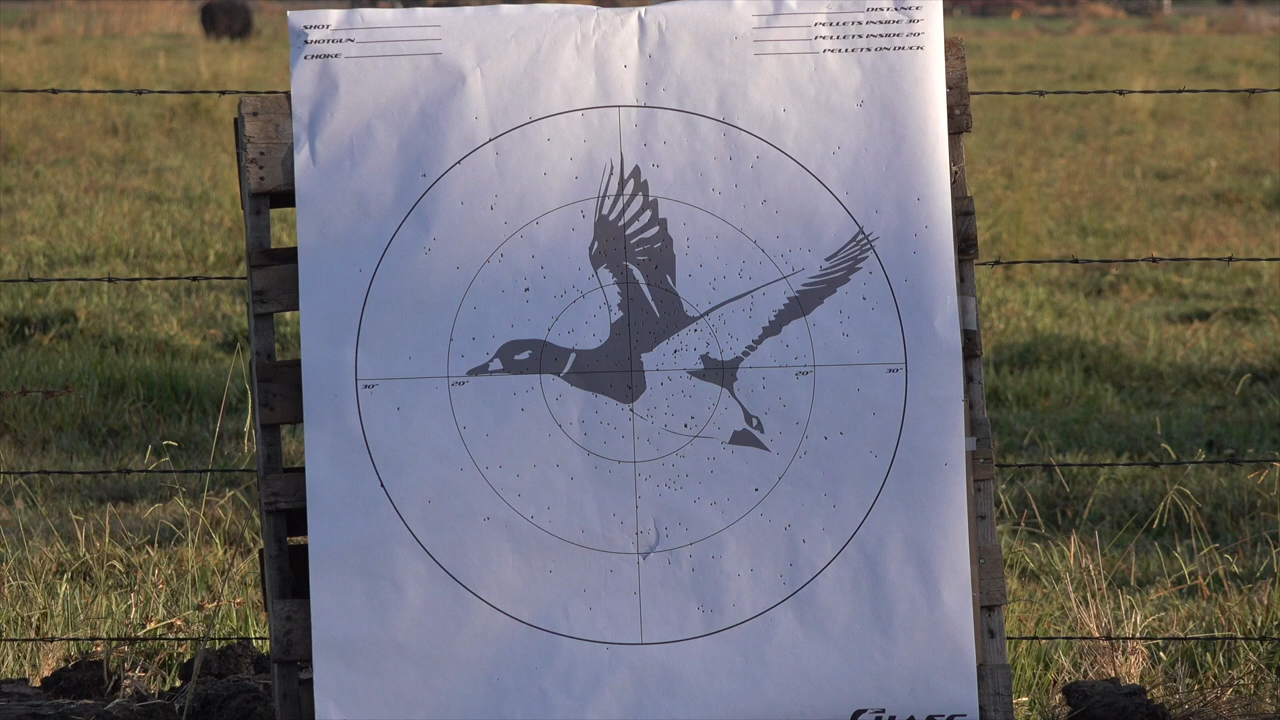 SHOT
SHOTGUN
CHOKE
DISTANCE
PELLETS INSIDE 30"
PELLETS INSIDE 20"
PELLETS ON DUCK
30" 20" 20" 30"